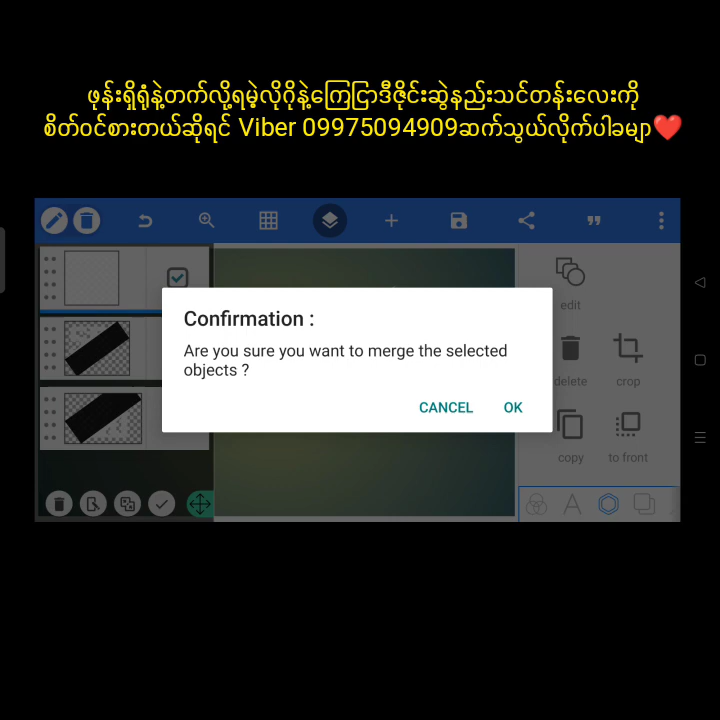 ဖုန်းရှိရုံနဲ့တက်လို့ရမဲ့လိုဂိုနဲ့ကြေငြာဒီဇိုင်းဆွဲနည်းသင်တန်းလေးကို
စိတ်ဝင်စားတယ်ဆိုရင် Viber 09975094909ဆက်သွယ်လိုက်ပါခမျာ❤️
Confirmation :
Are you sure you want to merge the selected
objects ?
CANCEL OK
edit
delete crop
copy to front